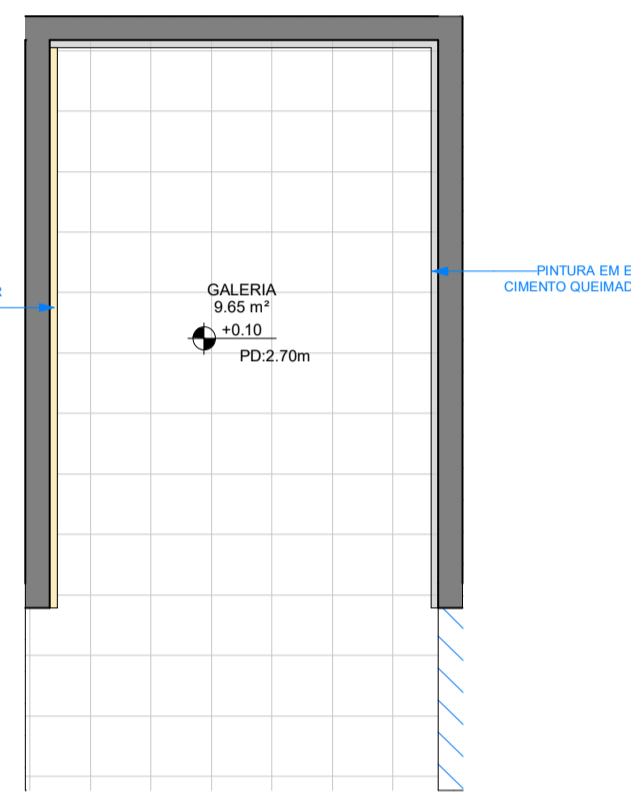 GALERIA
9.65 m²
+0.10
PD:2.70m
PINTURA EM E
CIMENTO QUEIMAD
R